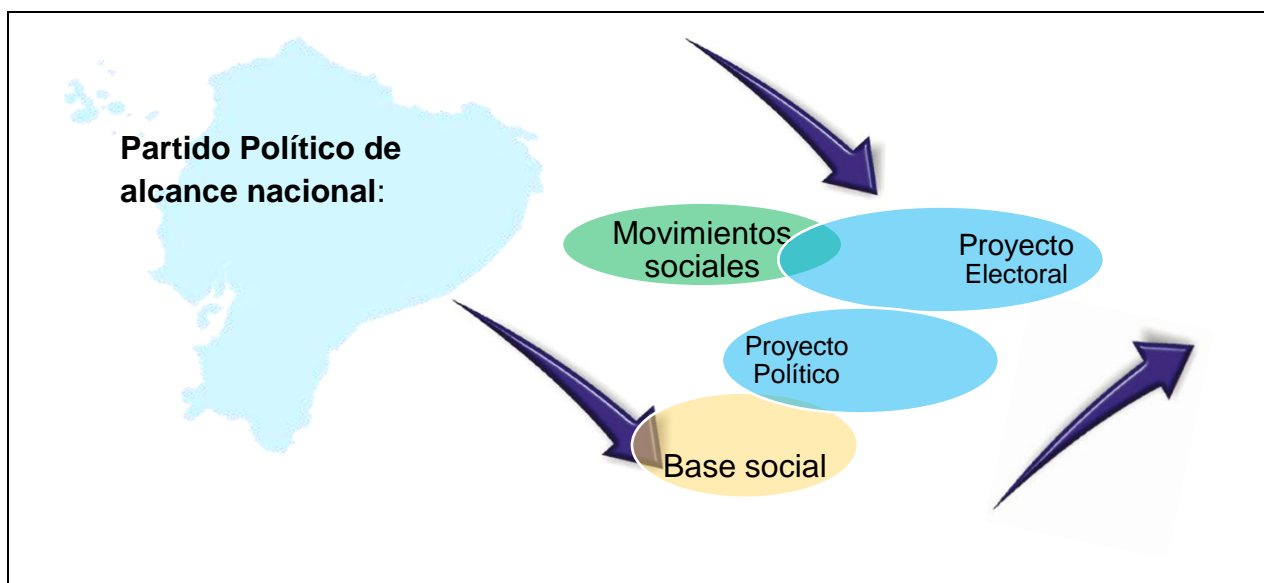 Partido Político de
alcance nacional:
Movimientos
sociales
Proyecto
Electoral
Proyecto
Político
Base social